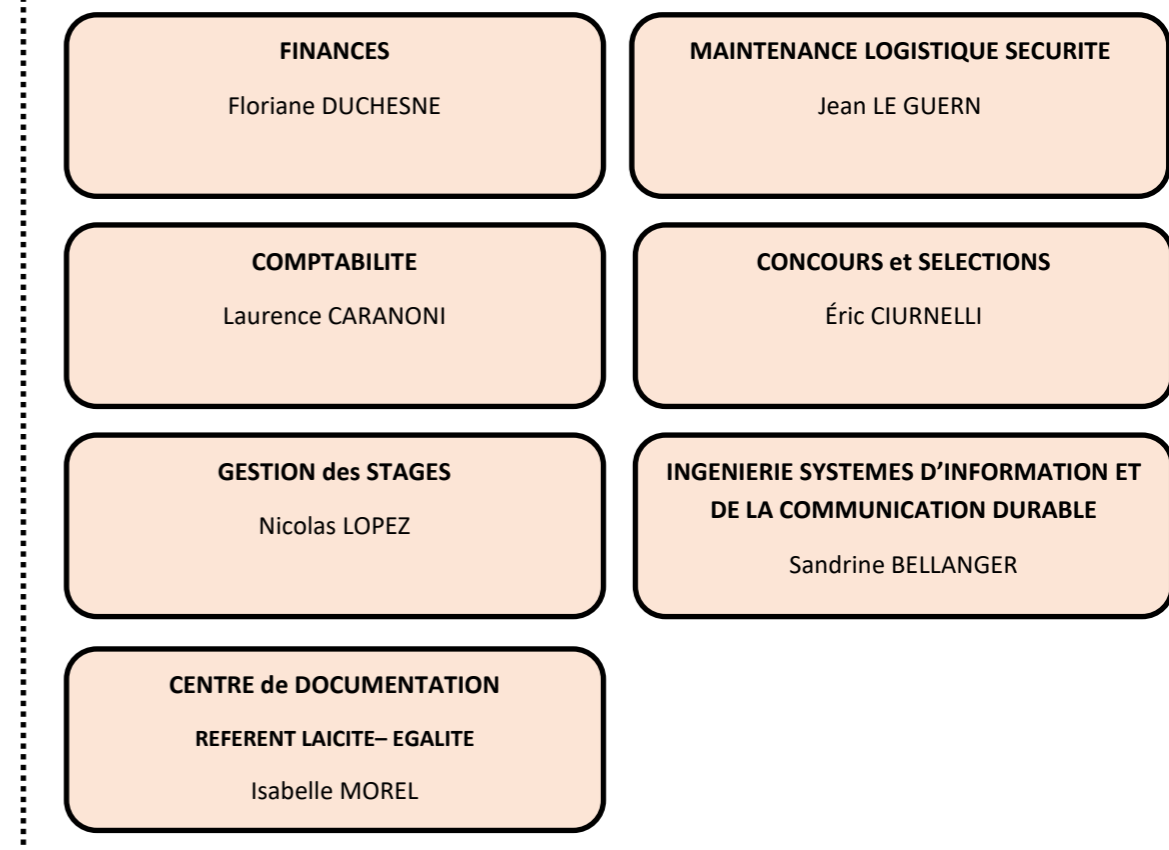 FINANCES
Floriane DUCHESNE
MAINTENANCE LOGISTIQUE SECURITE
Jean LE GUERN
COMPTABILITE
Laurence CARANONI
CONCOURS et SELECTIONS
Éric CIURNELLI
GESTION des STAGES
Nicolas LOPEZ
INGENIERIE SYSTEMES D’INFORMATION ET
DE LA COMMUNICATION DURABLE
Sandrine BELLANGER
CENTRE de DOCUMENTATION
REFERENT LAICITE– EGALITE
Isabelle MOREL